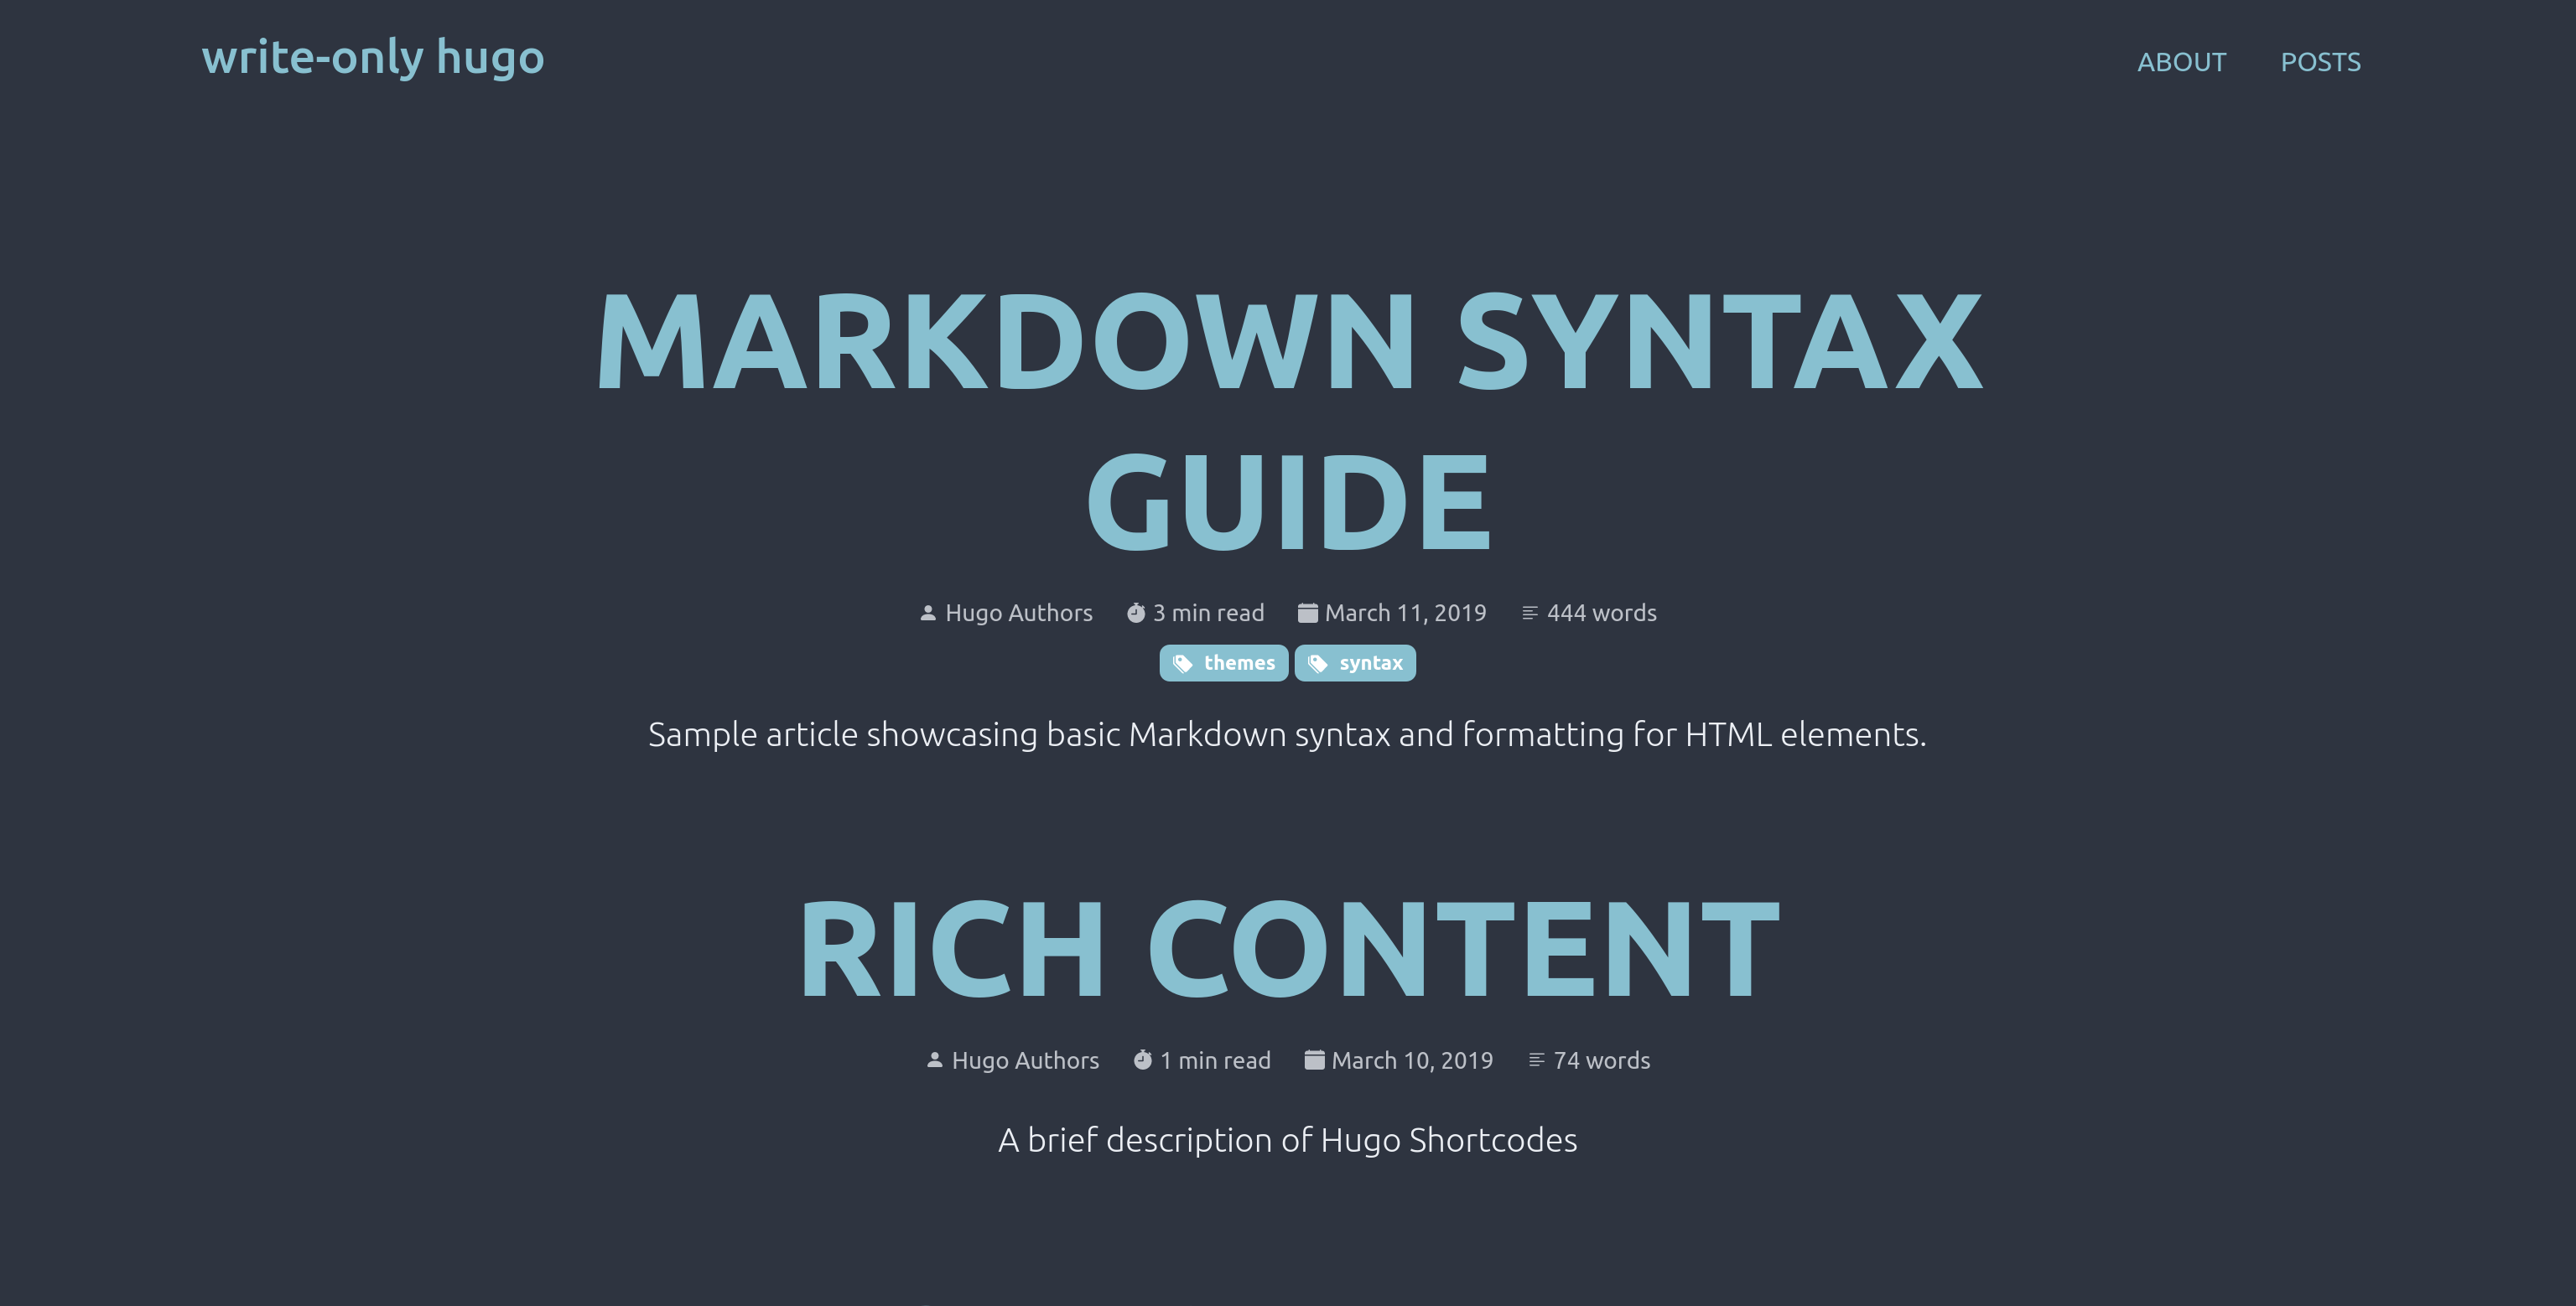 write-only hugo
ABOUT POSTS
MARKDOWN SYNTAX
GUIDE
Hugo Authors 3 min read March 11, 2019 444 words
themes syntax
Sample article showcasing basic Markdown syntax and formatting for HTML elements.
RICH CONTENT
Hugo Authors 1 min read March 10, 2019 74 words
A brief description of Hugo Shortcodes